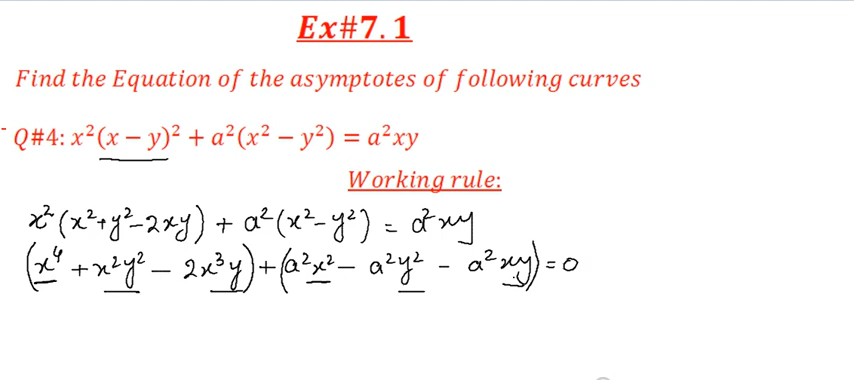 Ex#7.1
Find the Equation of the asymptotes of following curves
Q#4: x²(x − y)² + a²(x² − y²) = a²xy
Working rule:
x²(x²+y²−2xy) + a²(x²−y²) = a²xy
(x⁴ + x²y² − 2x³y) + (a²x² − a²y² − a²xy) = 0